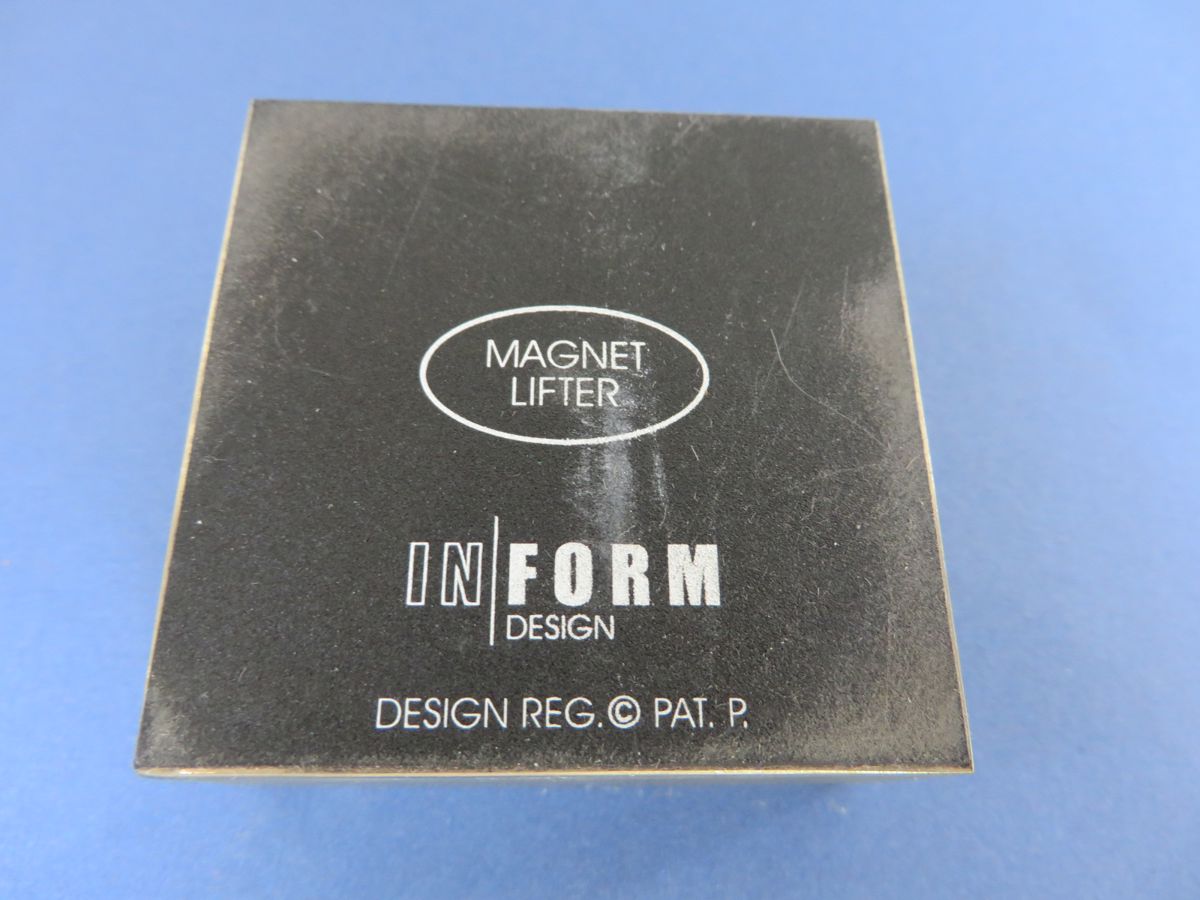 MAGNET
LIFTER
IN|FORM
DESIGN
DESIGN REG.© PAT. P.